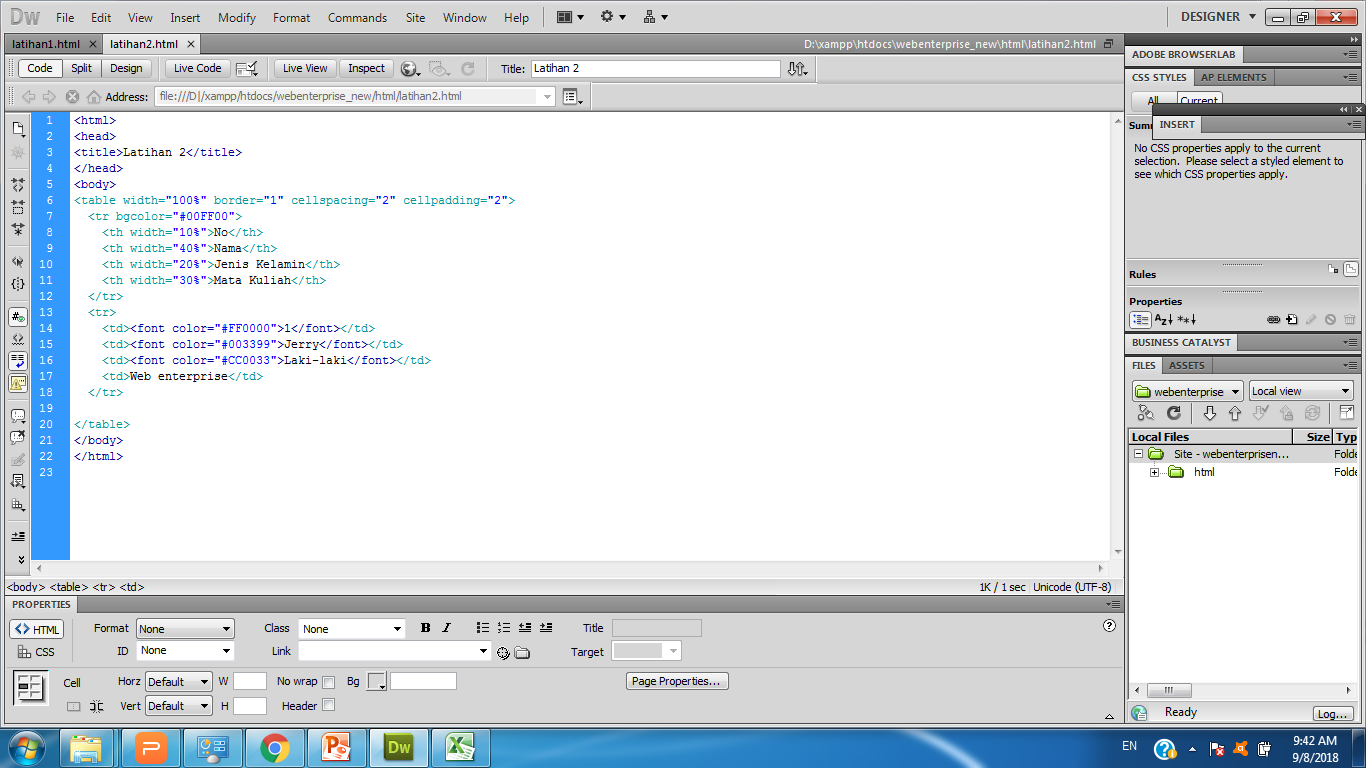 Dw File Edit View Insert Modify Format Commands Site Window Help DESIGNER
latihan1.html latihan2.html D:\xampp\htdocs\webenterprise_new\html\latihan2.html
Code Split Design Live Code Live View Inspect Title: Latihan 2
Address: file:///D|/xampp/htdocs/webenterprise_new/html/latihan2.html
1 <html>
2 <head>
3 <title>Latihan 2</title>
4 </head>
5 <body>
6 <table width="100%" border="1" cellspacing="2" cellpadding="2">
7 <tr bgcolor="#00FF00">
8 <th width="10%">No</th>
9 <th width="40%">Nama</th>
10 <th width="20%">Jenis Kelamin</th>
11 <th width="30%">Mata Kuliah</th>
12 </tr>
13 <tr>
14 <td><font color="#FF0000">1</font></td>
15 <td><font color="#003399">Jerry</font></td>
16 <td><font color="#CC0033">Laki-laki</font></td>
17 <td>Web enterprise</td>
18 </tr>
19
20 </table>
21 </body>
22 </html>
23
<body> <table> <tr> <td> 1K / 1 sec Unicode (UTF-8)
ADOBE BROWSERLAB
CSS STYLES AP ELEMENTS
All Current
INSERT
No CSS properties apply to the current
selection. Please select a styled element to
see which CSS properties apply.
Rules
Properties
BUSINESS CATALYST
FILES ASSETS
webenterprise Local view
Local Files Size Typ
Site - webenterprisen... Folde
html Folde
Ready Log...
PROPERTIES
HTML Format None Class None B I Title
CSS ID None Link Target
Cell Horz Default W No wrap Bg Page Properties...
Vert Default H Header
EN 9:42 AM
9/8/2018